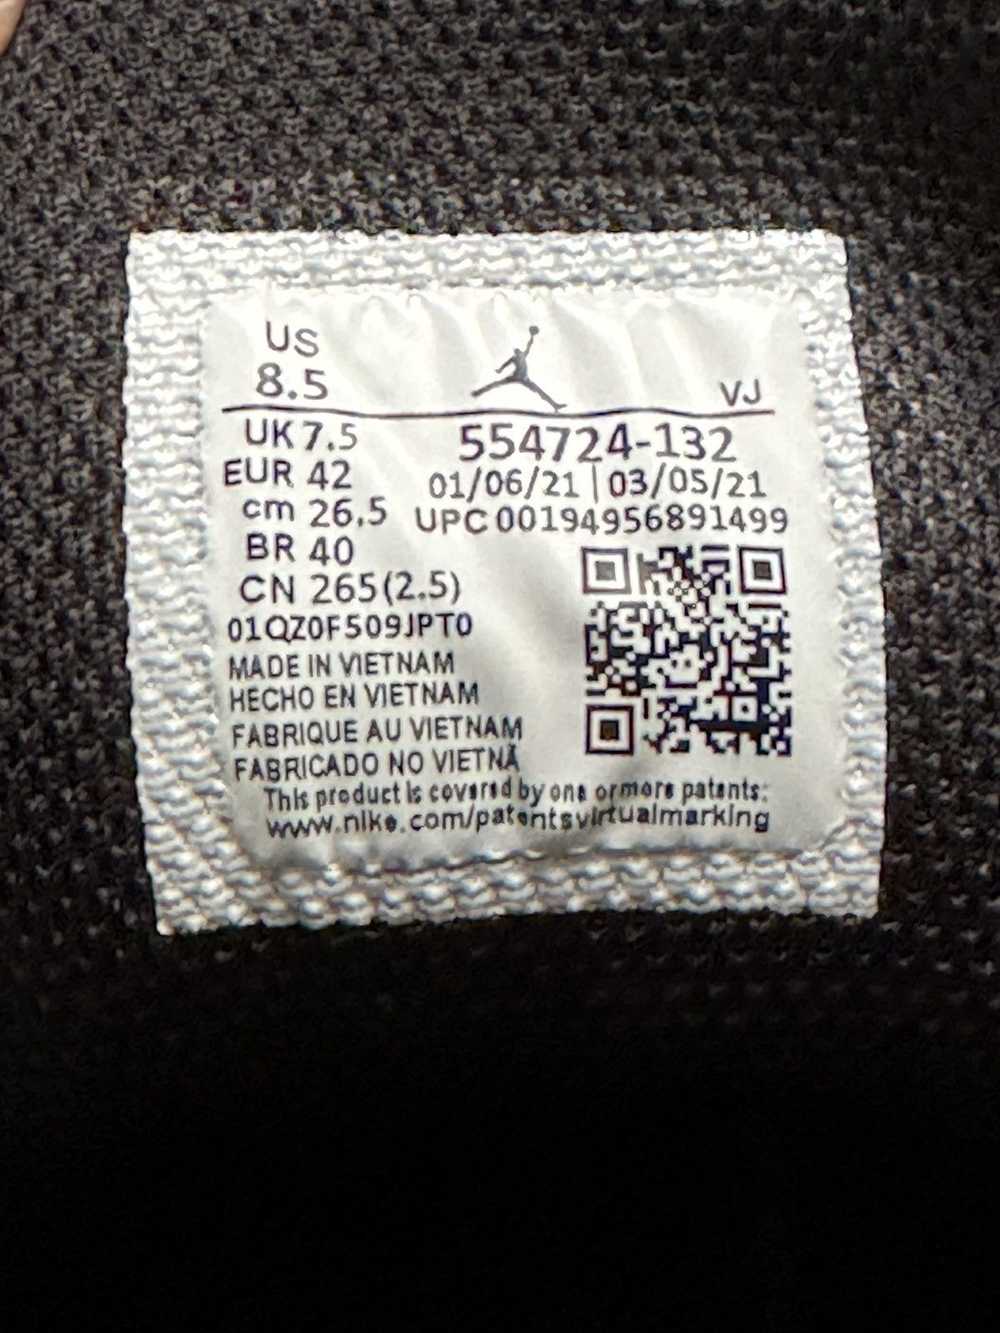 US
8.5
VJ
UK 7.5
554724-132
EUR 42
01/06/21 | 03/05/21
cm 26.5
UPC 00194956891499
BR 40
CN 265(2.5)
01QZ0F509JPT0
MADE IN VIETNAM
HECHO EN VIETNAM
FABRIQUE AU VIETNAM
FABRICADO NO VIETNÃ
This product is covered by one or more patents:
www.nike.com/patentsvirtualmarking